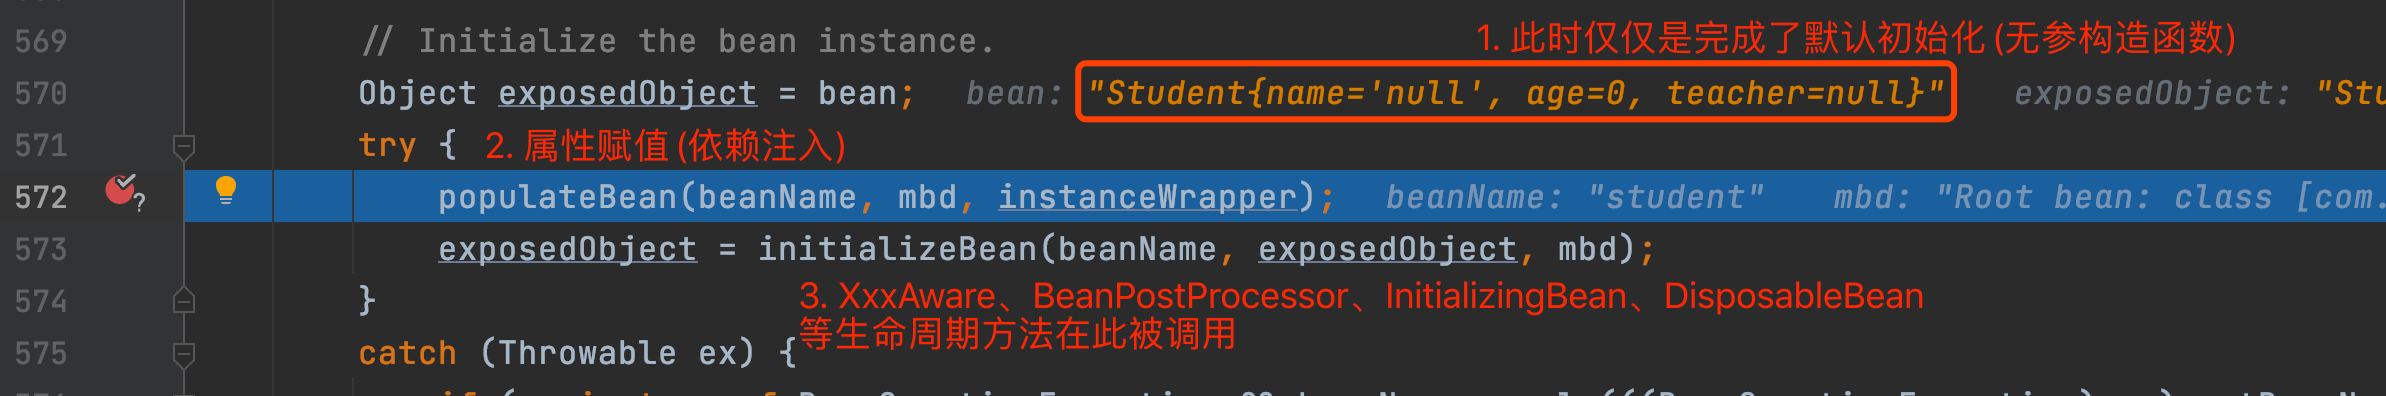 569 // Initialize the bean instance. 1. 此时仅仅是完成了默认初始化 (无参构造函数)
570 Object exposedObject = bean; bean: "Student{name='null', age=0, teacher=null}" exposedObject: "Stu
571 try { 2. 属性赋值 (依赖注入)
572 populateBean(beanName, mbd, instanceWrapper); beanName: "student" mbd: "Root bean: class [com.
573 exposedObject = initializeBean(beanName, exposedObject, mbd);
574 } 3. XxxAware、BeanPostProcessor、InitializingBean、DisposableBean
等生命周期方法在此被调用
575 catch (Throwable ex) {